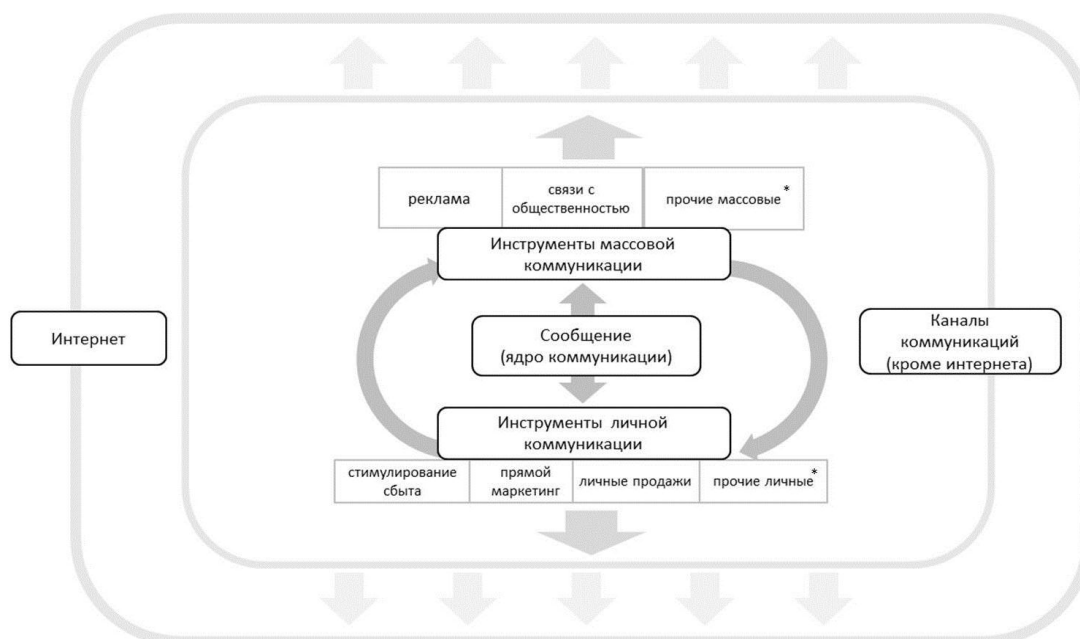 реклама
связи с
общественностью
прочие массовые*
Инструменты массовой
коммуникации
Интернет
Сообщение
(ядро коммуникации)
Каналы
коммуникаций
(кроме интернета)
Инструменты личной
коммуникации
стимулирование
сбыта
прямой
маркетинг
личные продажи
прочие личные*